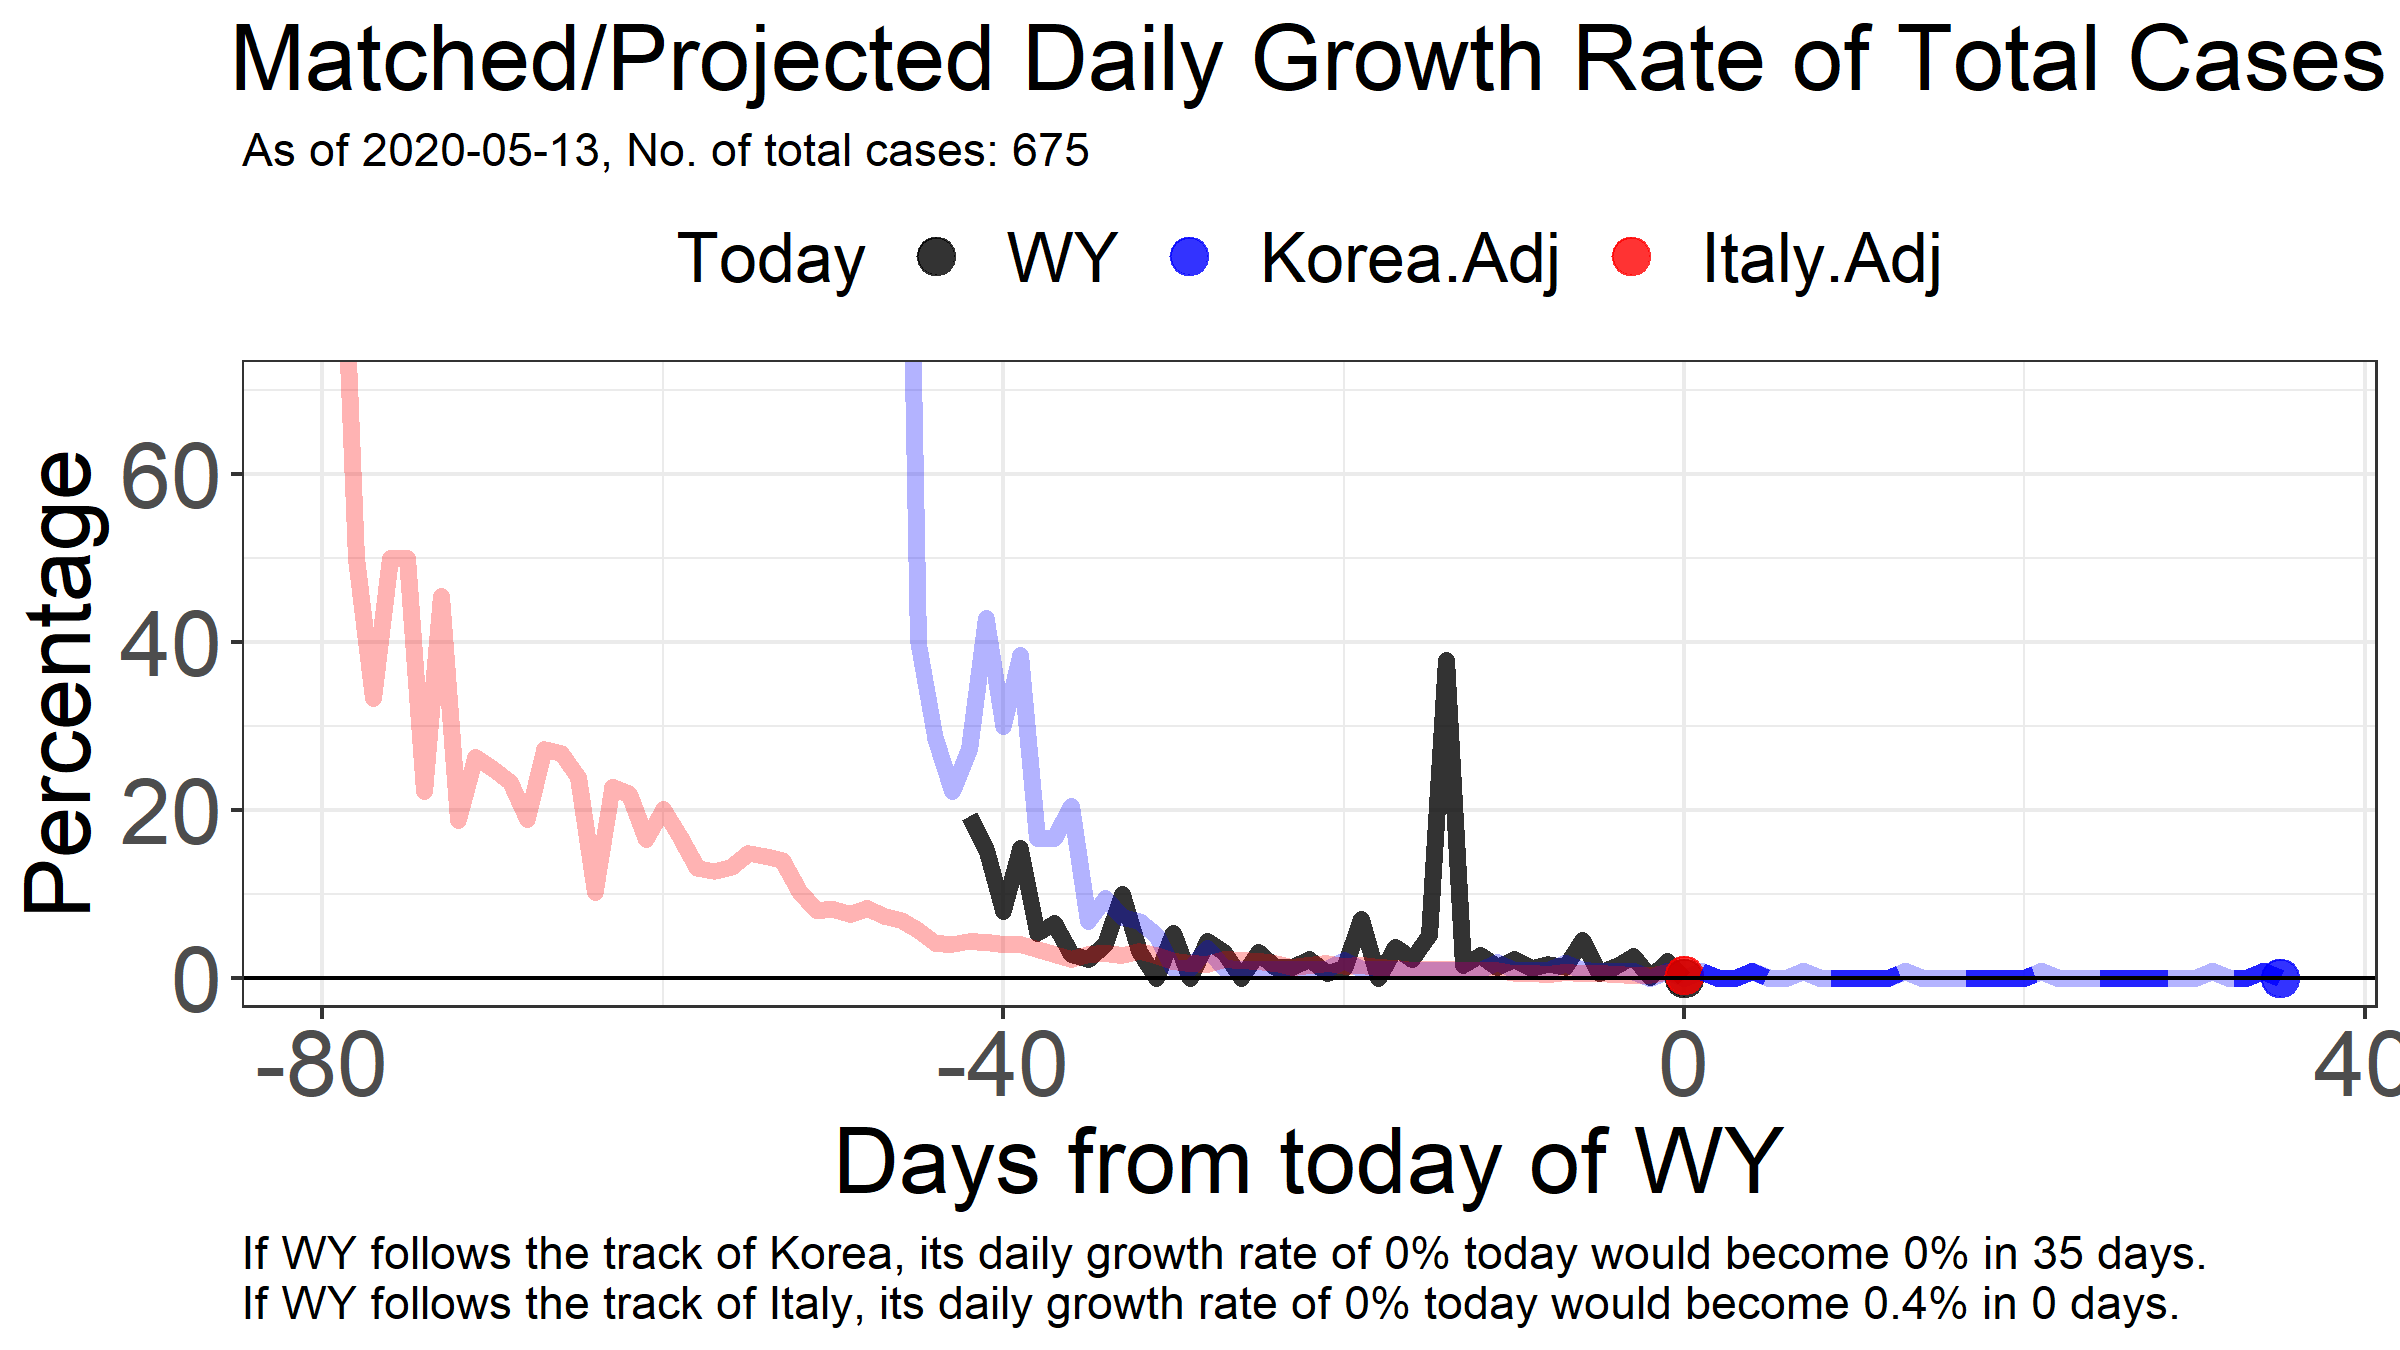 Matched/Projected Daily Growth Rate of Total Cases
As of 2020-05-13, No. of total cases: 675
Today WY Korea.Adj Italy.Adj
Percentage
60
40
20
0
-80 -40 0 40
Days from today of WY
If WY follows the track of Korea, its daily growth rate of 0% today would become 0% in 35 days.
If WY follows the track of Italy, its daily growth rate of 0% today would become 0.4% in 0 days.